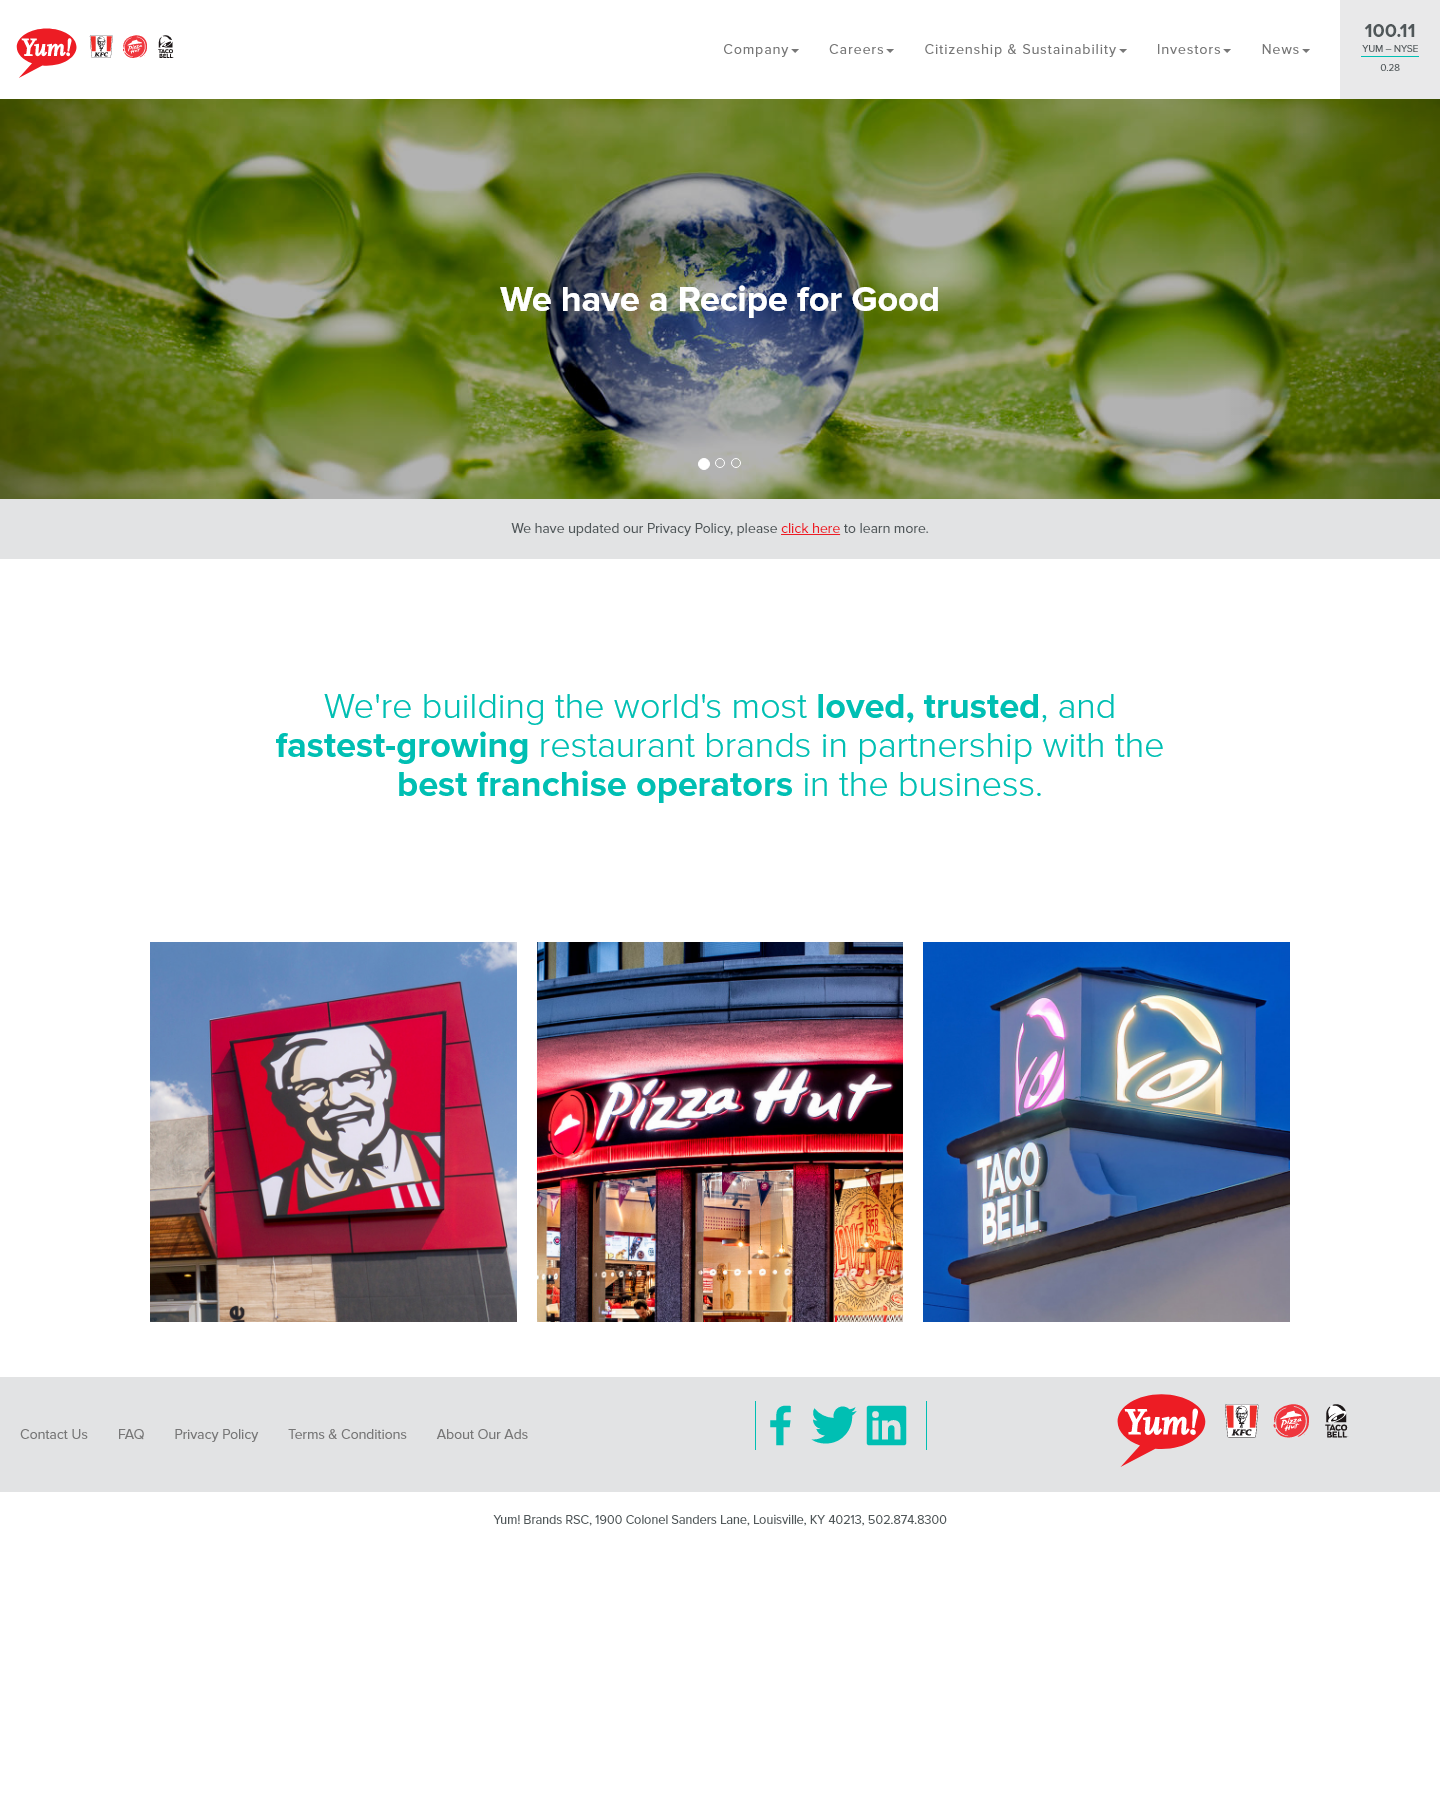 Yum!
KFC
Pizza Hut
TACO
BELL
Company
Careers
Citizenship & Sustainability
Investors
News
100.11
YUM – NYSE
0.28
We have a Recipe for Good
We have updated our Privacy Policy, please click here to learn more.
We're building the world's most loved, trusted, and
fastest-growing restaurant brands in partnership with the
best franchise operators in the business.
Pizza Hut
TACO
BELL
Contact Us
FAQ
Privacy Policy
Terms & Conditions
About Our Ads
Yum!
KFC
Pizza Hut
TACO
BELL
Yum! Brands RSC, 1900 Colonel Sanders Lane, Louisville, KY 40213, 502.874.8300